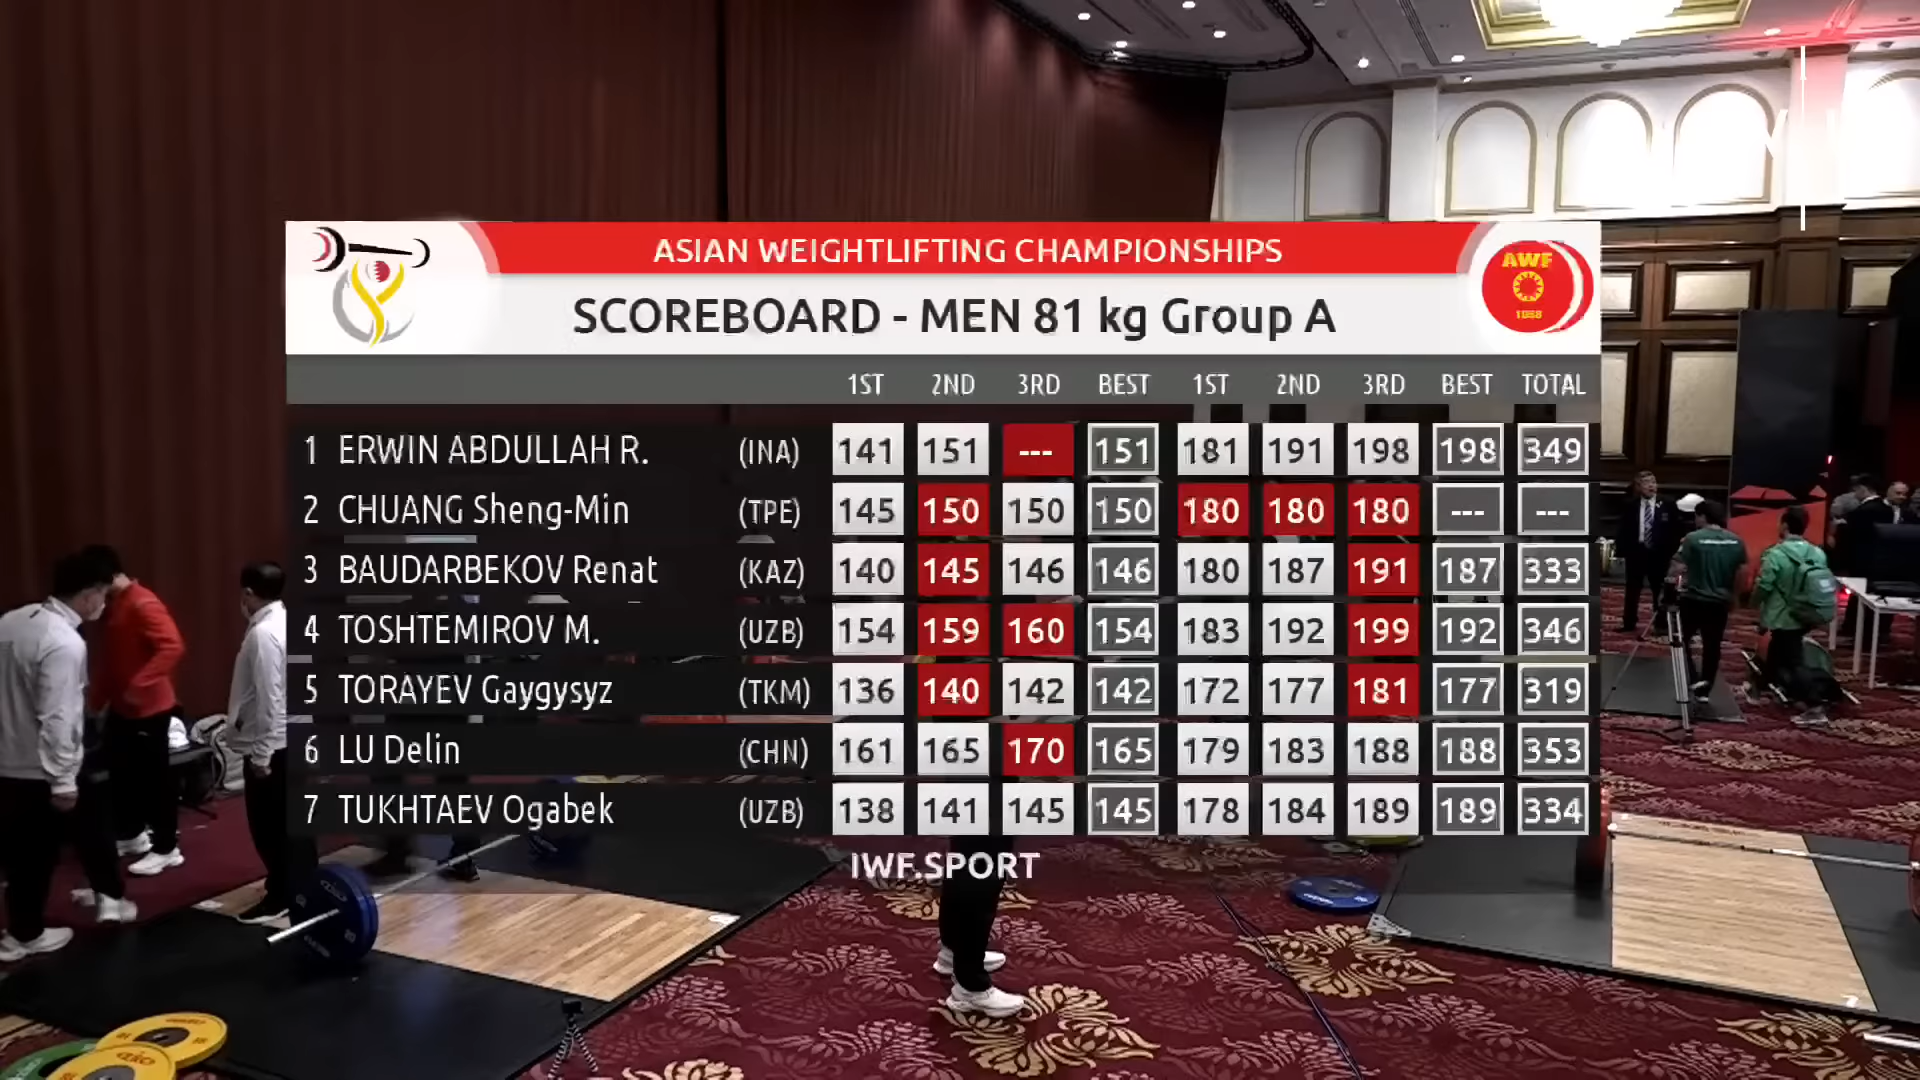 ASIAN WEIGHTLIFTING CHAMPIONSHIPS
AWF
1958
SCOREBOARD - MEN 81 kg Group A
1ST 2ND 3RD BEST 1ST 2ND 3RD BEST TOTAL
1 ERWIN ABDULLAH R. (INA) 141 151 --- 151 181 191 198 198 349
2 CHUANG Sheng-Min (TPE) 145 150 150 150 180 180 180 --- ---
3 BAUDARBEKOV Renat (KAZ) 140 145 146 146 180 187 191 187 333
4 TOSHTEMIROV M. (UZB) 154 159 160 154 183 192 199 192 346
5 TORAYEV Gaygysyz (TKM) 136 140 142 142 172 177 181 177 319
6 LU Delin (CHN) 161 165 170 165 179 183 188 188 353
7 TUKHTAEV Ogabek (UZB) 138 141 145 145 178 184 189 189 334
IWF.SPORT